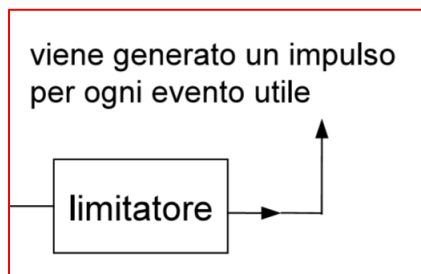 viene generato un impulso
per ogni evento utile
limitatore